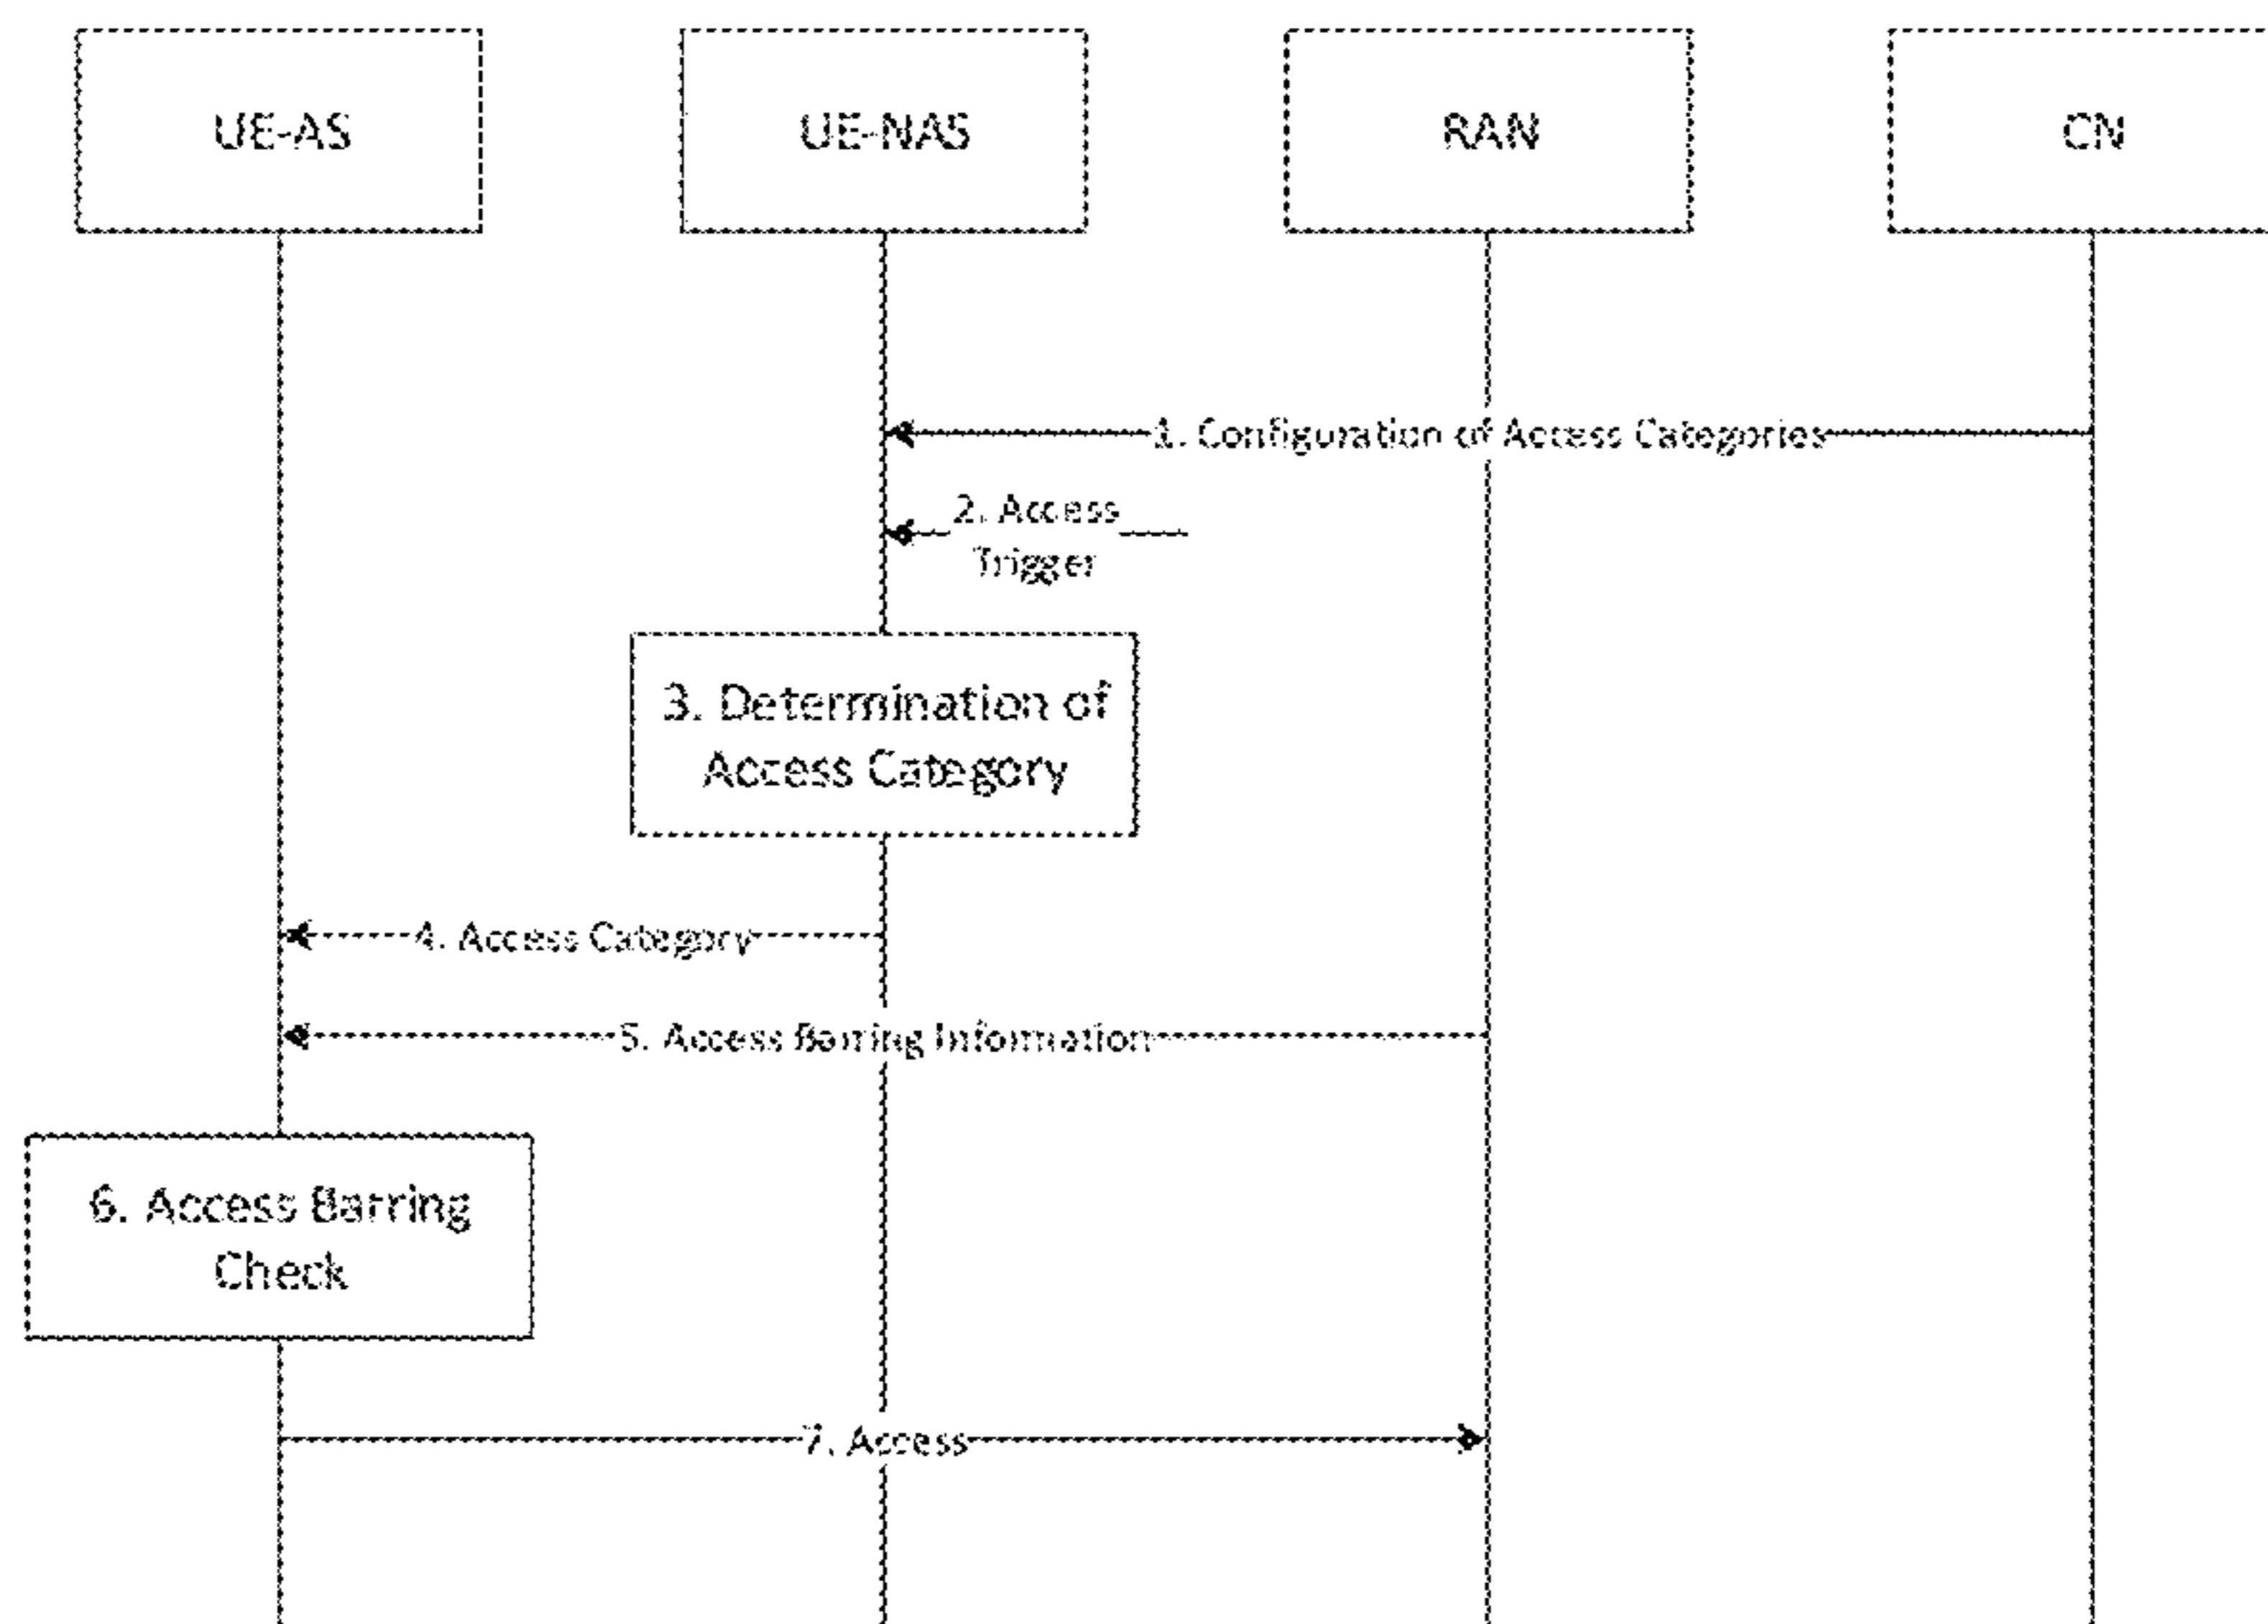 UE-AS
UE-NAS
RAN
CN
1. Configuration of Access Categories
2. Access
Trigger
3. Determination of
Access Category
4. Access Category
5. Access Barring Information
6. Access Barring
Check
7. Access